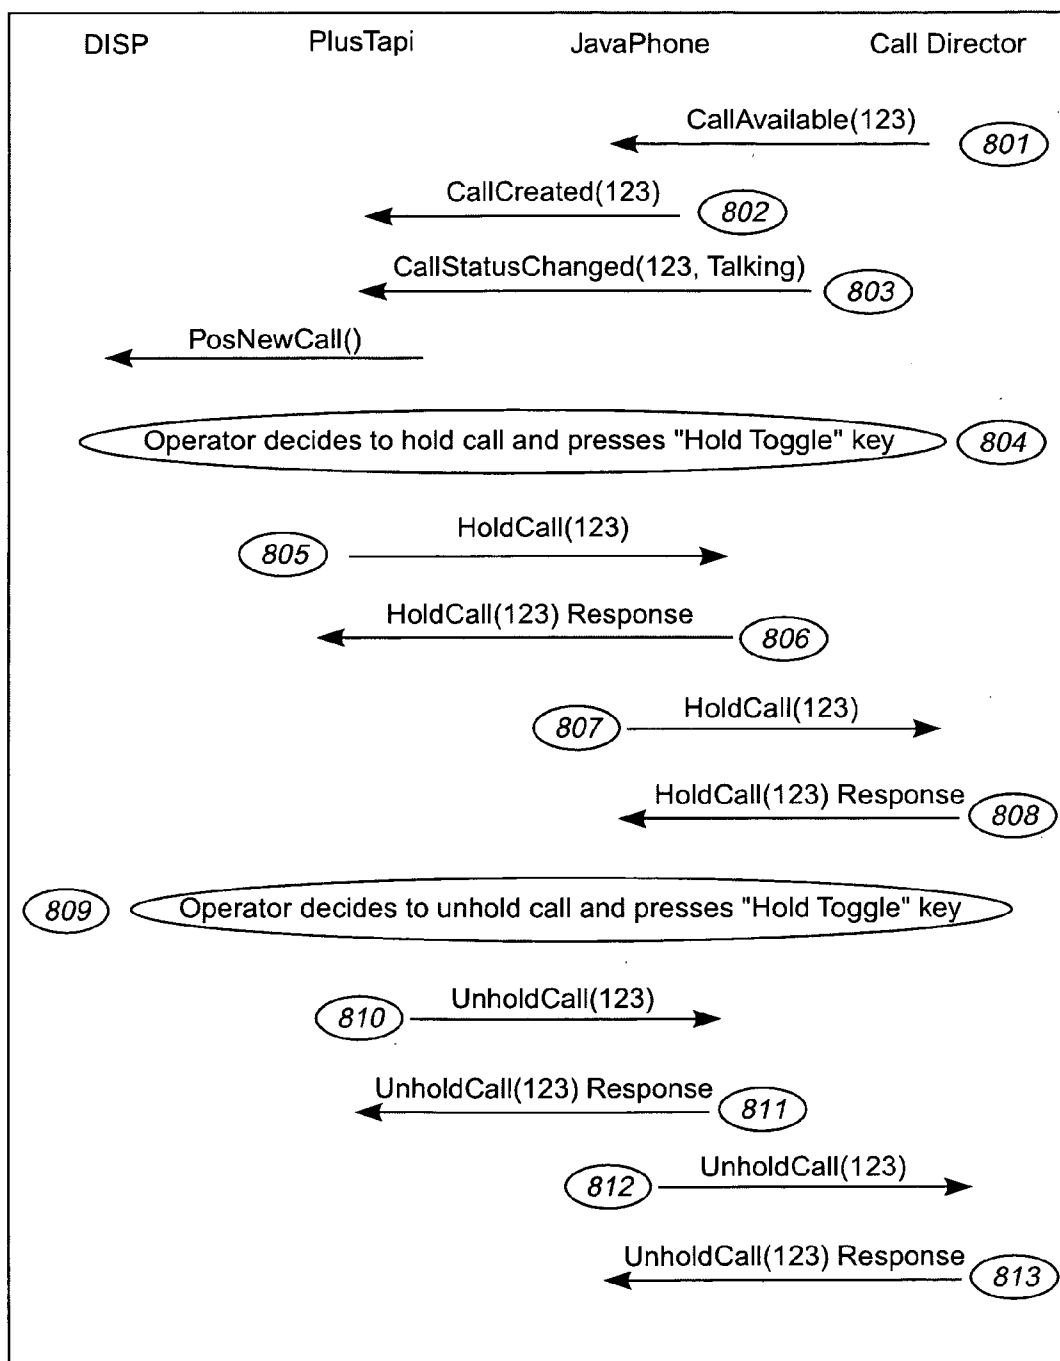 DISP PlusTapi JavaPhone Call Director
CallAvailable(123)
801
CallCreated(123)
802
CallStatusChanged(123, Talking)
803
PosNewCall()
Operator decides to hold call and presses "Hold Toggle" key
804
HoldCall(123)
805
HoldCall(123) Response
806
807
HoldCall(123)
HoldCall(123) Response
808
809
Operator decides to unhold call and presses "Hold Toggle" key
810
UnholdCall(123)
UnholdCall(123) Response
811
812
UnholdCall(123)
UnholdCall(123) Response
813